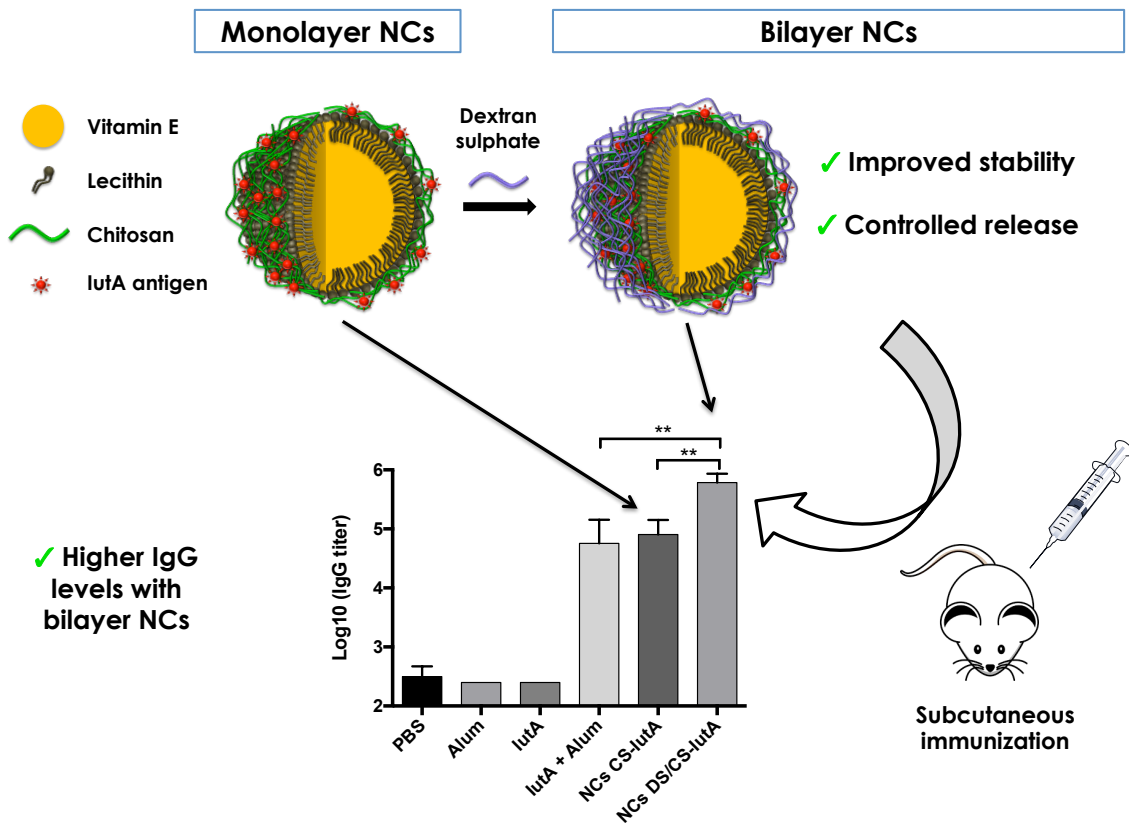 Monolayer NCs
Bilayer NCs
Vitamin E
Lecithin
Chitosan
IutA antigen
Dextran
sulphate
✓ Improved stability
✓ Controlled release
✓ Higher IgG
levels with
bilayer NCs
Log10 (IgG titer)
6
5
4
3
2
**
**
PBS
Alum
IutA
IutA + Alum
NCs CS-IutA
NCs DS/CS-IutA
Subcutaneous
immunization